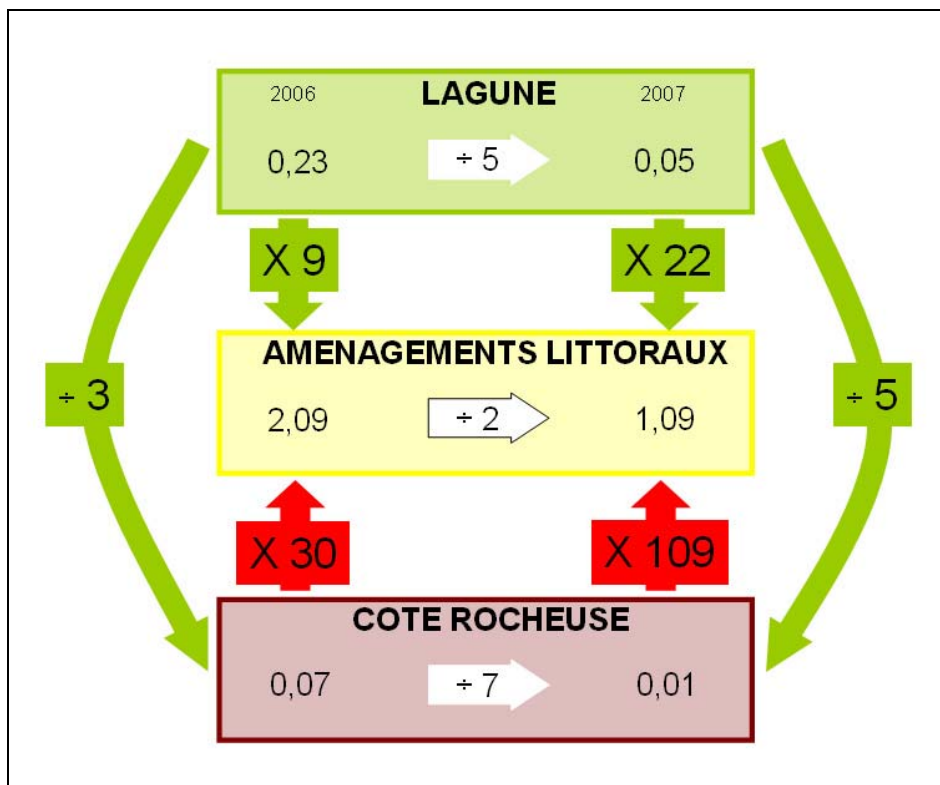 2006 LAGUNE 2007
0,23 ÷ 5 0,05
X 9 X 22
AMENAGEMENTS LITTORAUX
÷ 3 2,09 ÷ 2 1,09 ÷ 5
X 30 X 109
COTE ROCHEUSE
0,07 ÷ 7 0,01